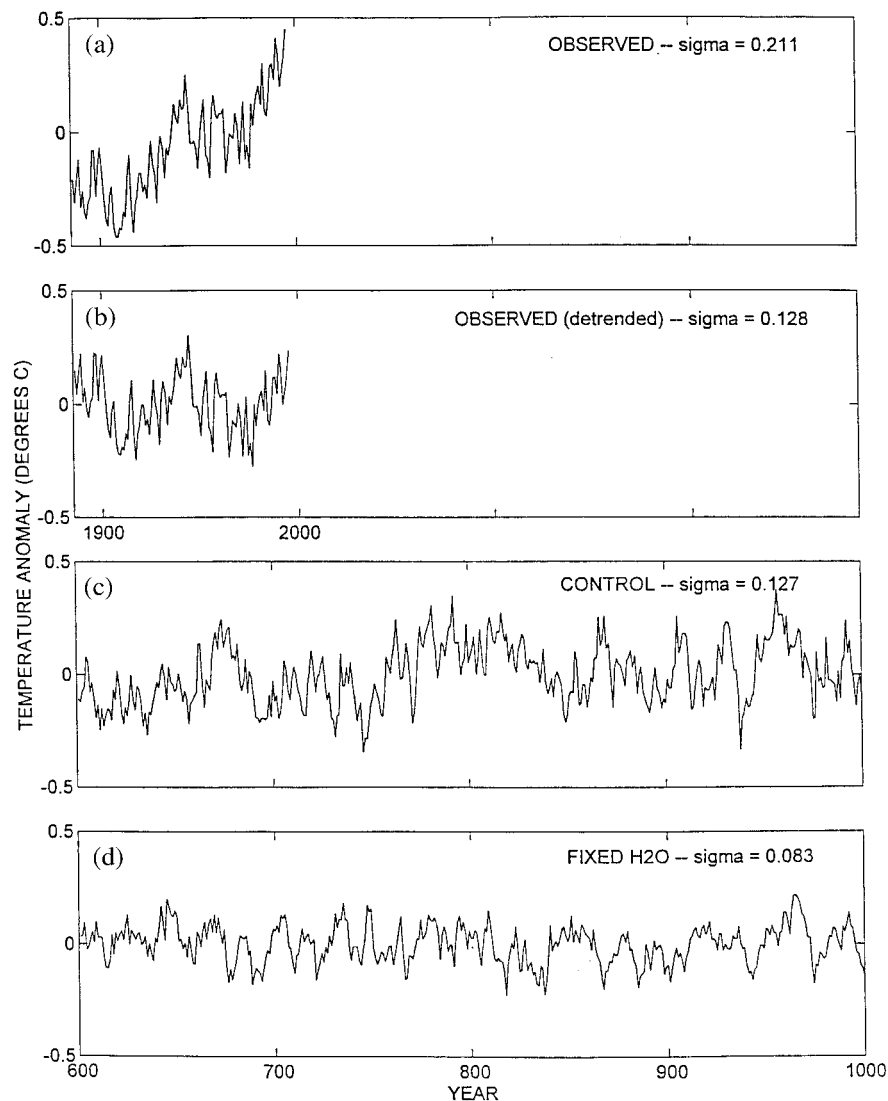 (a)
OBSERVED -- sigma = 0.211
0.5
0
-0.5
(b)
OBSERVED (detrended) -- sigma = 0.128
0.5
0
-0.5
1900
2000
TEMPERATURE ANOMALY (DEGREES C)
(c)
CONTROL -- sigma = 0.127
0.5
0
-0.5
(d)
FIXED H2O -- sigma = 0.083
0.5
0
-0.5
600
700
800
900
1000
YEAR